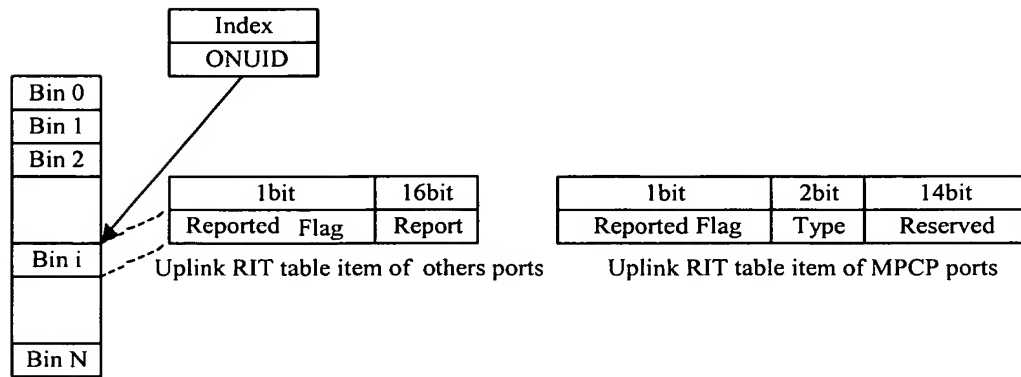 Index
ONUID
Bin 0
Bin 1
Bin 2
Bin i
Bin N
1bit 16bit
Reported Flag Report
Uplink RIT table item of others ports
1bit 2bit 14bit
Reported Flag Type Reserved
Uplink RIT table item of MPCP ports